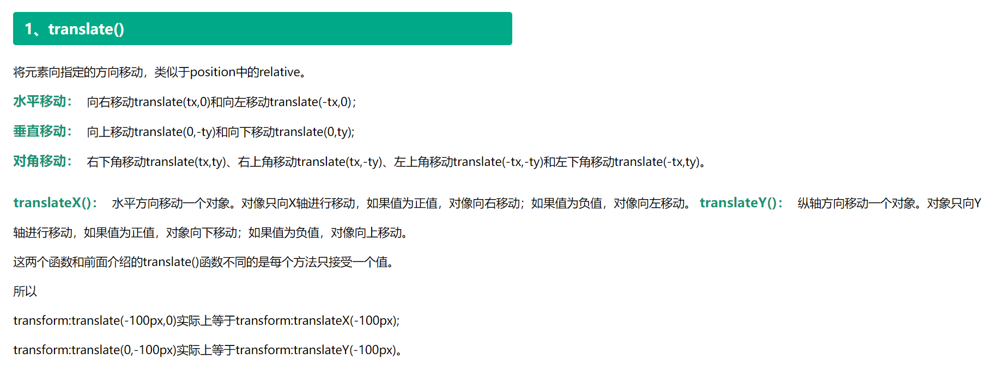 1、translate()
将元素向指定的方向移动，类似于position中的relative。
水平移动： 向右移动translate(tx,0)和向左移动translate(-tx,0)；
垂直移动： 向上移动translate(0,-ty)和向下移动translate(0,ty);
对角移动： 右下角移动translate(tx,ty)、右上角移动translate(tx,-ty)、左上角移动translate(-tx,-ty)和左下角移动translate(-tx,ty)。
translateX()： 水平方向移动一个对象。对像只向X轴进行移动，如果值为正值，对像向右移动；如果值为负值，对像向左移动。 translateY()： 纵轴方向移动一个对象。对象只向Y
轴进行移动，如果值为正值，对象向下移动；如果值为负值，对像向上移动。
这两个函数和前面介绍的translate()函数不同的是每个方法只接受一个值。
所以
transform:translate(-100px,0)实际上等于transform:translateX(-100px);
transform:translate(0,-100px)实际上等于transform:translateY(-100px)。